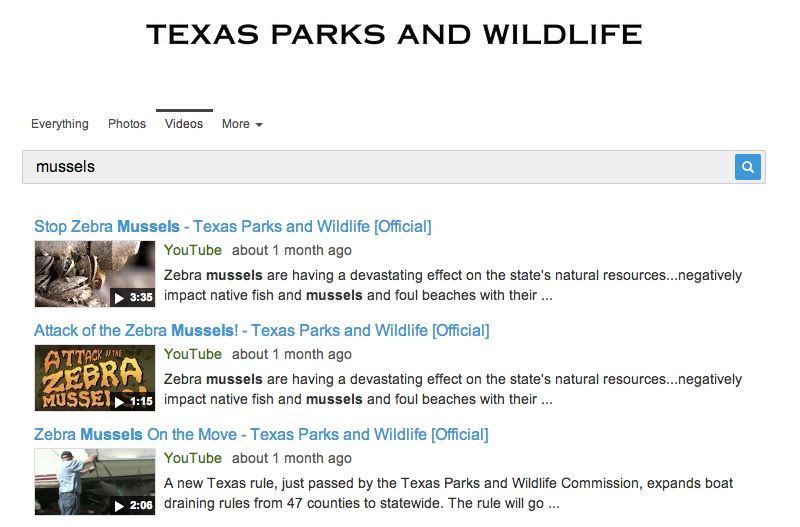 TEXAS PARKS AND WILDLIFE
Everything Photos Videos More
mussels
Stop Zebra Mussels - Texas Parks and Wildlife [Official]
YouTube about 1 month ago
3:35
Zebra mussels are having a devastating effect on the state's natural resources...negatively
impact native fish and mussels and foul beaches with their ...
Attack of the Zebra Mussels! - Texas Parks and Wildlife [Official]
ATTACK OF THE
ZEBRA
MUSSELS!
1:15
YouTube about 1 month ago
Zebra mussels are having a devastating effect on the state's natural resources...negatively
impact native fish and mussels and foul beaches with their ...
Zebra Mussels On the Move - Texas Parks and Wildlife [Official]
YouTube about 1 month ago
2:06
A new Texas rule, just passed by the Texas Parks and Wildlife Commission, expands boat
draining rules from 47 counties to statewide. The rule will go ...